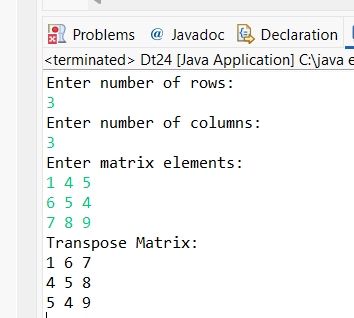 Problems @ Javadoc Declaration
<terminated> Dt24 [Java Application] C:\java e
Enter number of rows:
3
Enter number of columns:
3
Enter matrix elements:
1 4 5
6 5 4
7 8 9
Transpose Matrix:
1 6 7
4 5 8
5 4 9